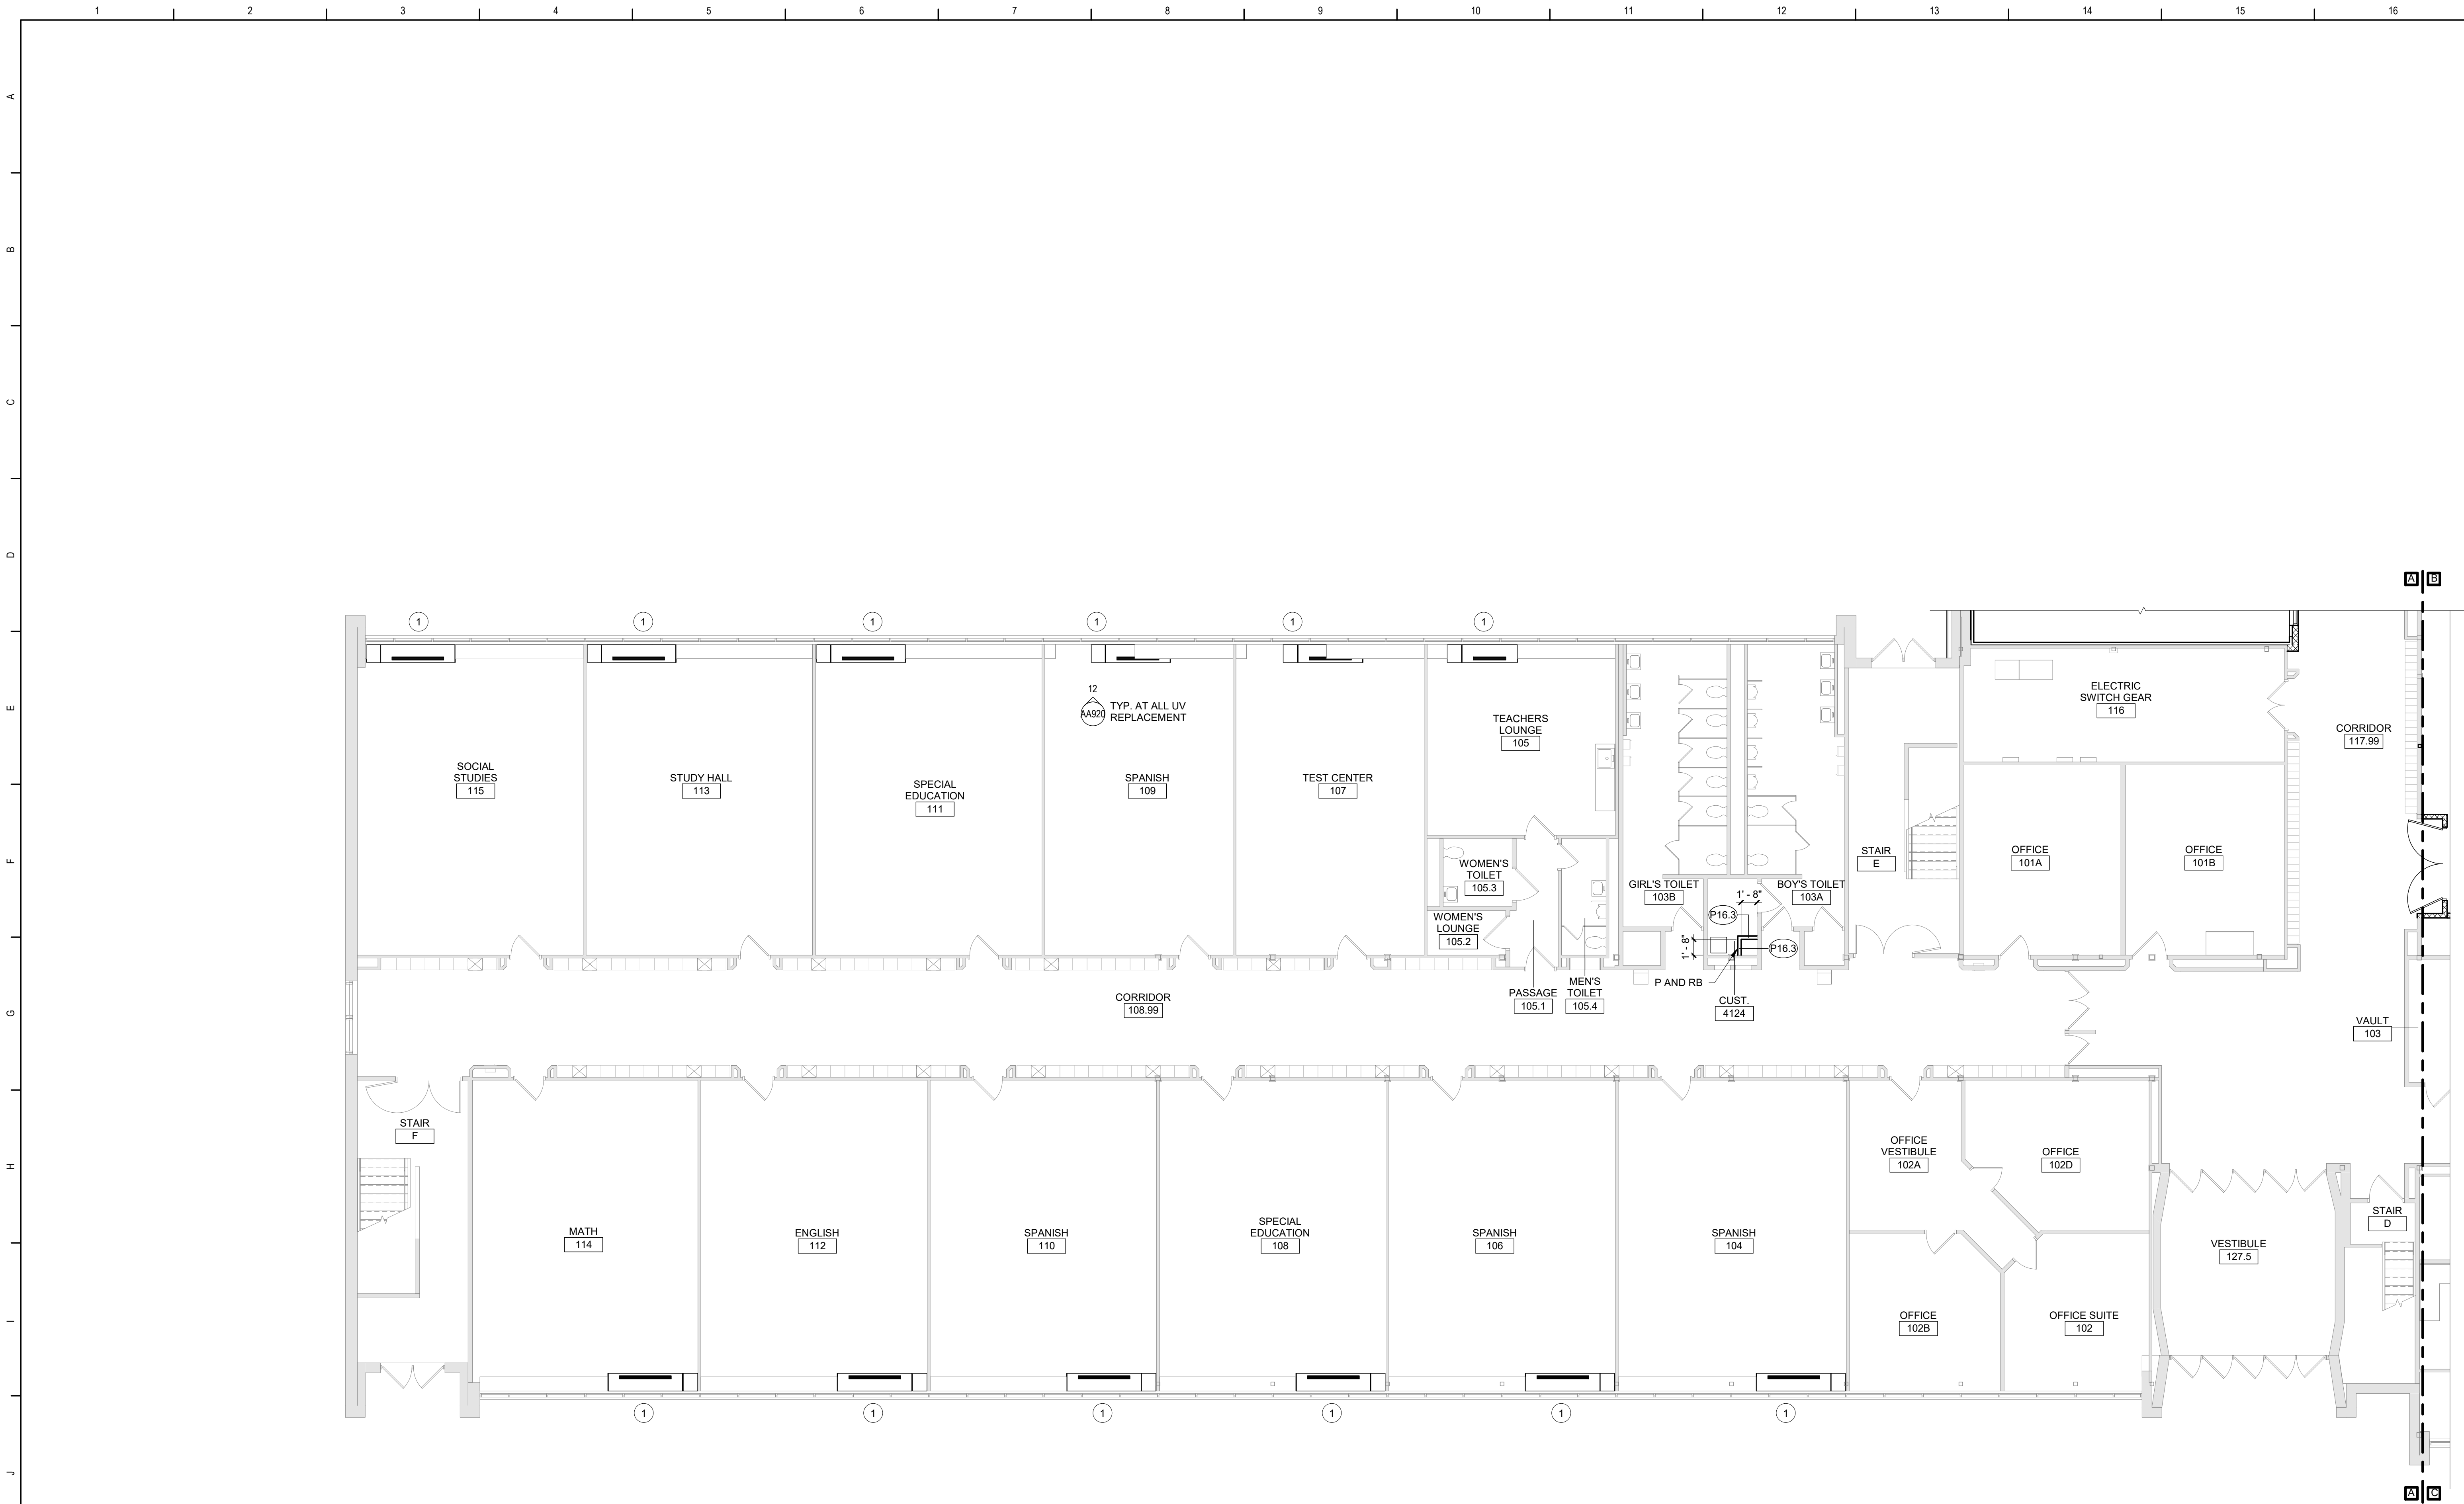 1 2 3 4 5 6 7 8 9 10 11 12 13 14 15 16
A
B
C
D
E
F
G
H
I
J
A B
1 1 1 1 1 1
12
AA920
TYP. AT ALL UV
REPLACEMENT
ELECTRIC
SWITCH GEAR
116
TEACHERS
LOUNGE
105
CORRIDOR
117.99
SOCIAL
STUDIES
115
STUDY HALL
113
SPECIAL
EDUCATION
111
SPANISH
109
TEST CENTER
107
STAIR
E
OFFICE
101A
OFFICE
101B
WOMEN'S
TOILET
105.3
GIRL'S TOILET
103B
BOY'S TOILET
103A
1' - 8"
P16.3
WOMEN'S
LOUNGE
105.2
1' - 8"
P16.3
P AND RB
CORRIDOR
108.99
PASSAGE
105.1
MEN'S
TOILET
105.4
CUST.
4124
VAULT
103
STAIR
F
OFFICE
VESTIBULE
102A
OFFICE
102D
MATH
114
ENGLISH
112
SPANISH
110
SPECIAL
EDUCATION
108
SPANISH
106
SPANISH
104
STAIR
D
VESTIBULE
127.5
OFFICE
102B
OFFICE SUITE
102
1 1 1 1 1 1
A C